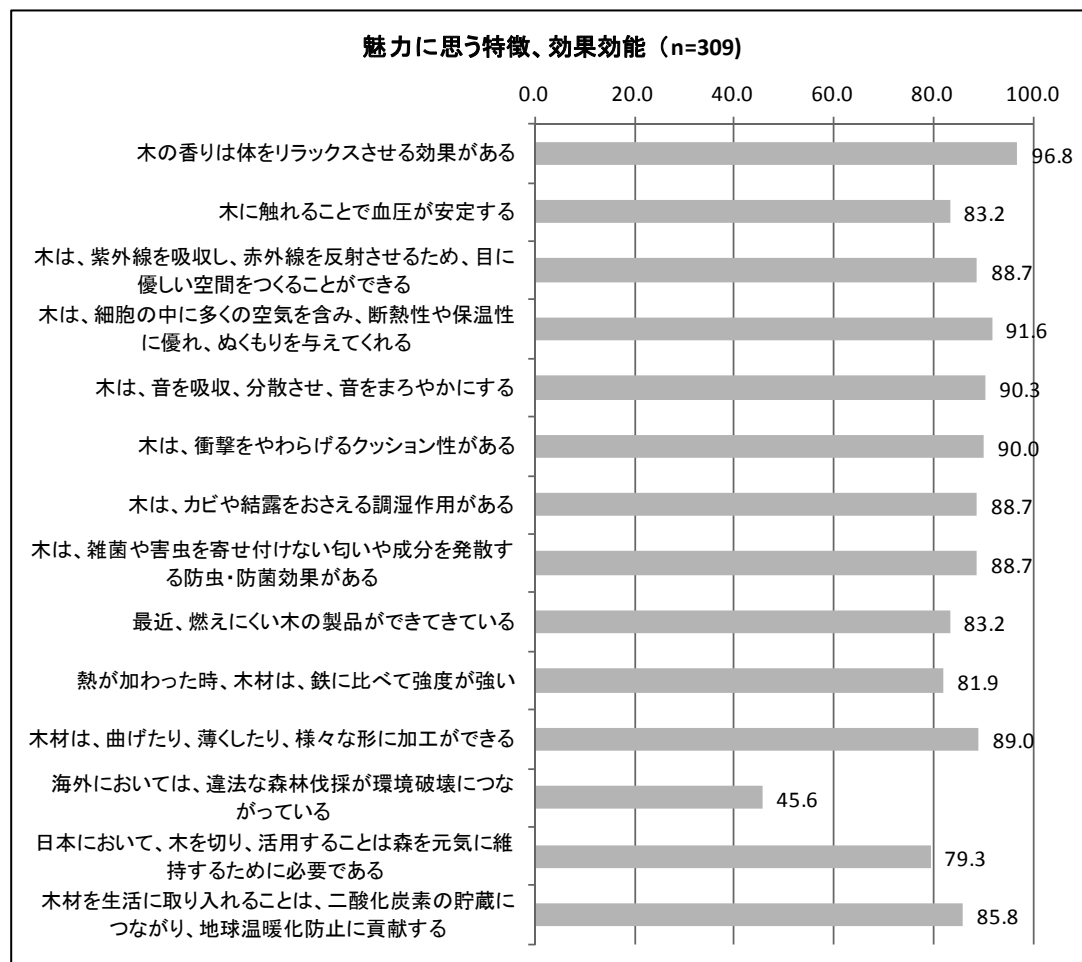 魅力に思う特徴、効果効能 （n=309)
0.0 20.0 40.0 60.0 80.0 100.0
木の香りは体をリラックスさせる効果がある 96.8
木に触れることで血圧が安定する 83.2
木は、紫外線を吸収し、赤外線を反射させるため、目に
優しい空間をつくることができる 88.7
木は、細胞の中に多くの空気を含み、断熱性や保温性
に優れ、ぬくもりを与えてくれる 91.6
木は、音を吸収、分散させ、音をまろやかにする 90.3
木は、衝撃をやわらげるクッション性がある 90.0
木は、カビや結露をおさえる調湿作用がある 88.7
木は、雑菌や害虫を寄せ付けない匂いや成分を発散す
る防虫・防菌効果がある 88.7
最近、燃えにくい木の製品ができてきている 83.2
熱が加わった時、木材は、鉄に比べて強度が強い 81.9
木材は、曲げたり、薄くしたり、様々な形に加工ができる 89.0
海外においては、違法な森林伐採が環境破壊につな
がっている 45.6
日本において、木を切り、活用することは森を元気に維
持するために必要である 79.3
木材を生活に取り入れることは、二酸化炭素の貯蔵に
つながり、地球温暖化防止に貢献する 85.8